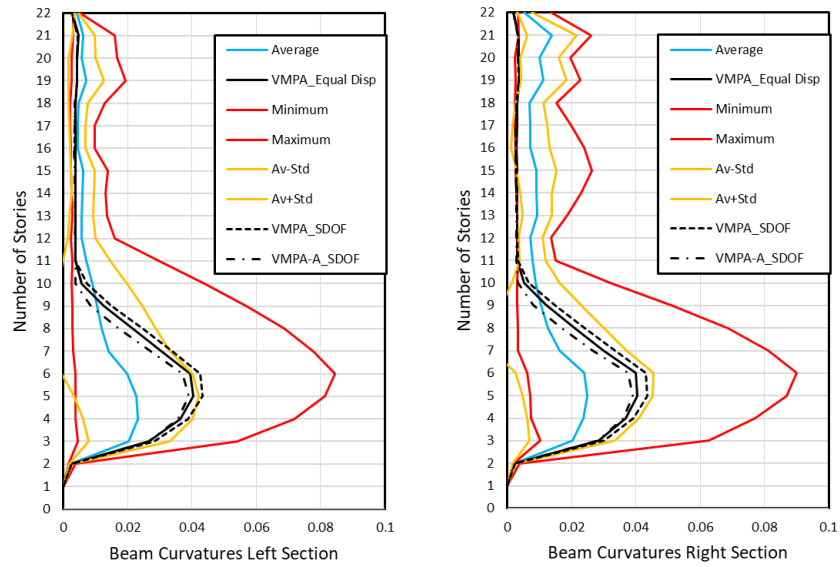 22
21
20
19
18
17
16
15
14
13
12
11
10
9
8
7
6
5
4
3
2
1
0
Number of Stories
Average
VMPA_Equal Disp
Minimum
Maximum
Av-Std
Av+Std
VMPA_SDOF
VMPA-A_SDOF
0 0.02 0.04 0.06 0.08 0.1
Beam Curvatures Left Section
22
21
20
19
18
17
16
15
14
13
12
11
10
9
8
7
6
5
4
3
2
1
0
Number of Stories
Average
VMPA_Equal Disp
Minimum
Maximum
Av-Std
Av+Std
VMPA_SDOF
VMPA-A_SDOF
0 0.02 0.04 0.06 0.08 0.1
Beam Curvatures Right Section